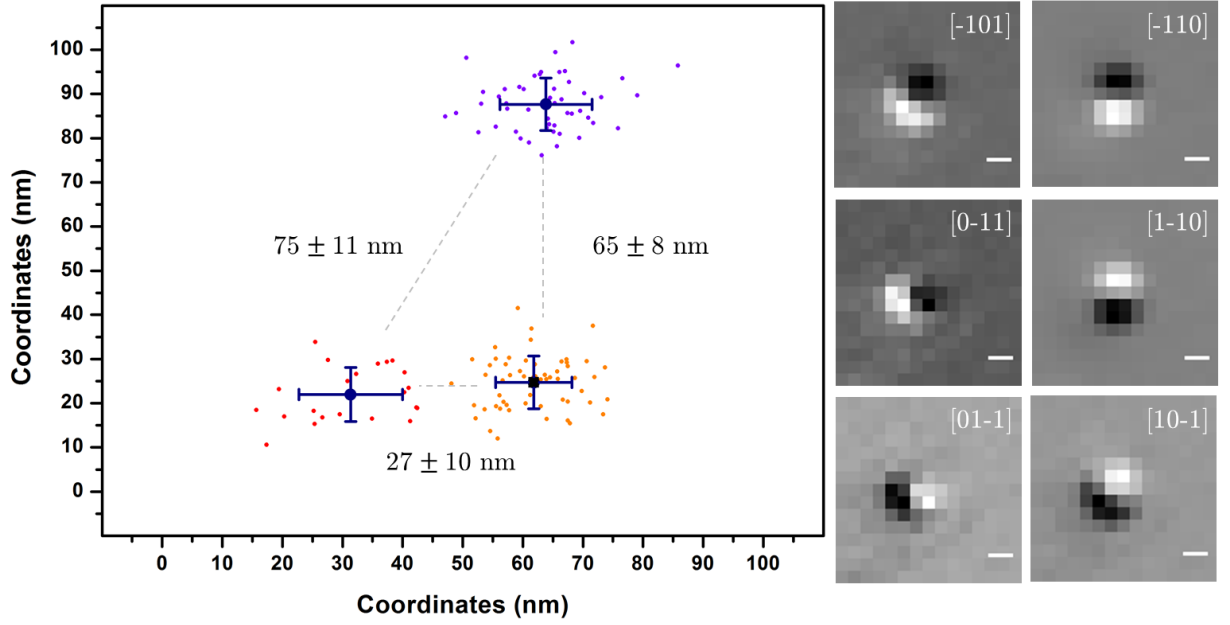 100
90
80
70
60
50
40
30
20
10
0
Coordinates (nm)
75 ± 11 nm
65 ± 8 nm
27 ± 10 nm
0 10 20 30 40 50 60 70 80 90 100
Coordinates (nm)
[-101]
[-110]
[0-11]
[1-10]
[01-1]
[10-1]